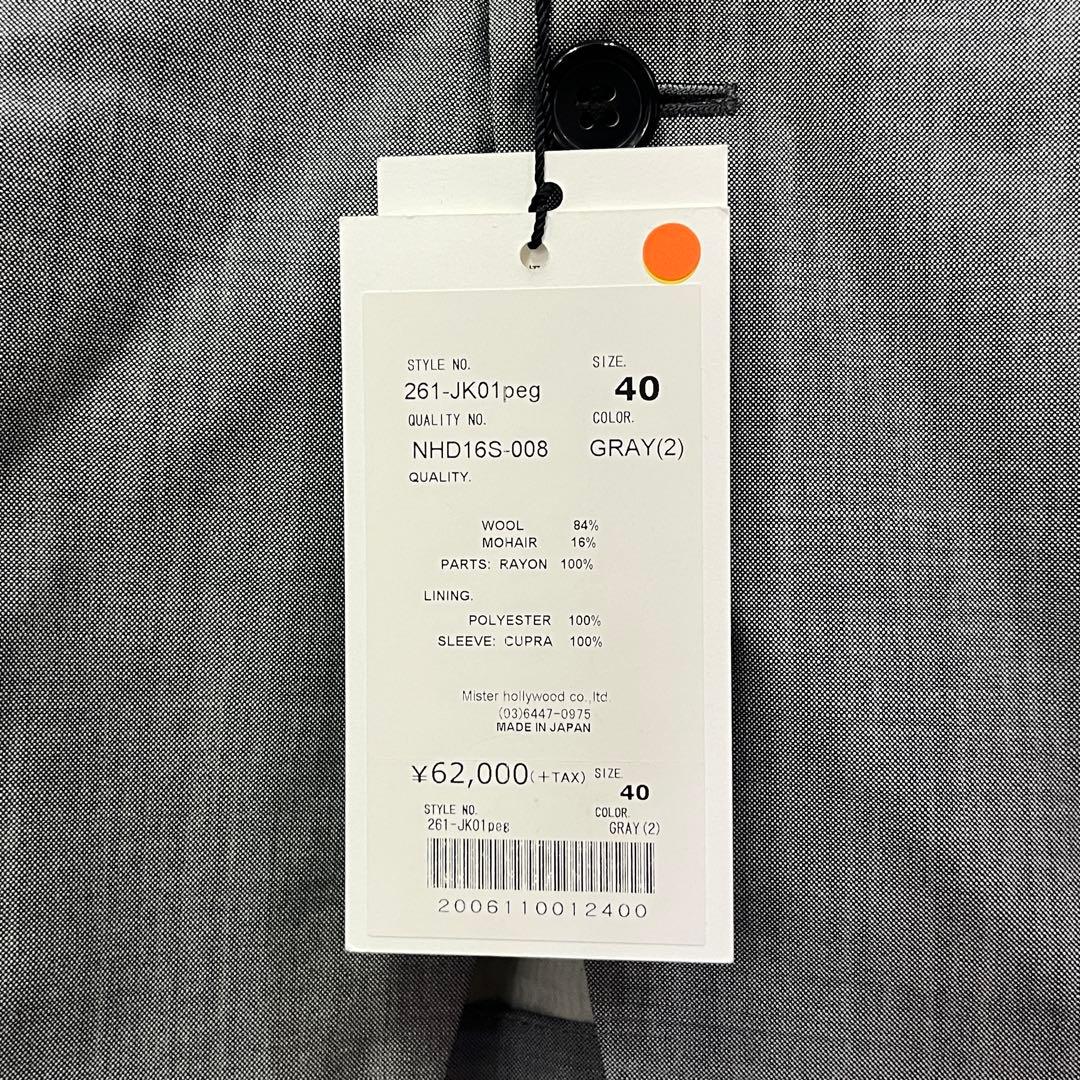 STYLE NO. SIZE.
261-JK01peg 40
QUALITY NO. COLOR.
NHD16S-008 GRAY(2)
QUALITY.
WOOL 84%
MOHAIR 16%
PARTS: RAYON 100%
LINING.
POLYESTER 100%
SLEEVE: CUPRA 100%
Mister hollywood co.,ltd.
(03)6447-0975
MADE IN JAPAN
¥62,000(+TAX) SIZE.
40
STYLE NO. COLOR.
261-JK01peg GRAY(2)
2006110012400